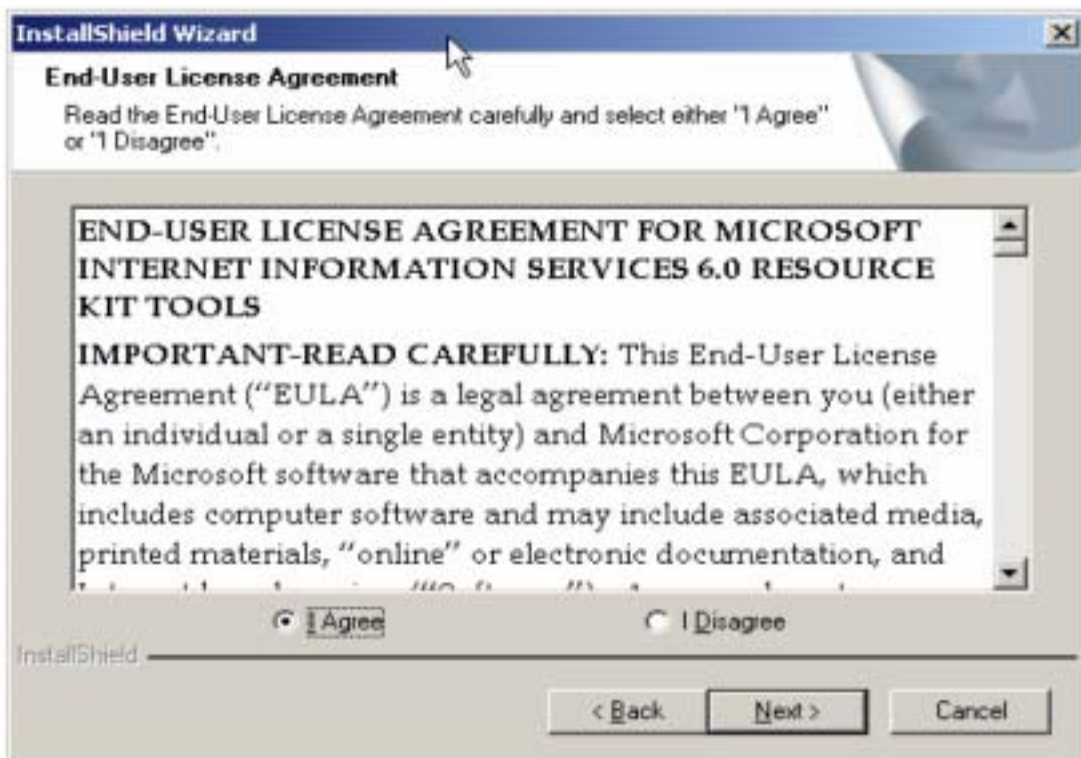 InstallShield Wizard
End-User License Agreement
Read the End-User License Agreement carefully and select either "I Agree"
or "I Disagree".
END-USER LICENSE AGREEMENT FOR MICROSOFT
INTERNET INFORMATION SERVICES 6.0 RESOURCE
KIT TOOLS
IMPORTANT-READ CAREFULLY: This End-User License
Agreement (“EULA”) is a legal agreement between you (either
an individual or a single entity) and Microsoft Corporation for
the Microsoft software that accompanies this EULA, which
includes computer software and may include associated media,
printed materials, “online” or electronic documentation, and
I Agree I Disagree
InstallShield
< Back Next > Cancel